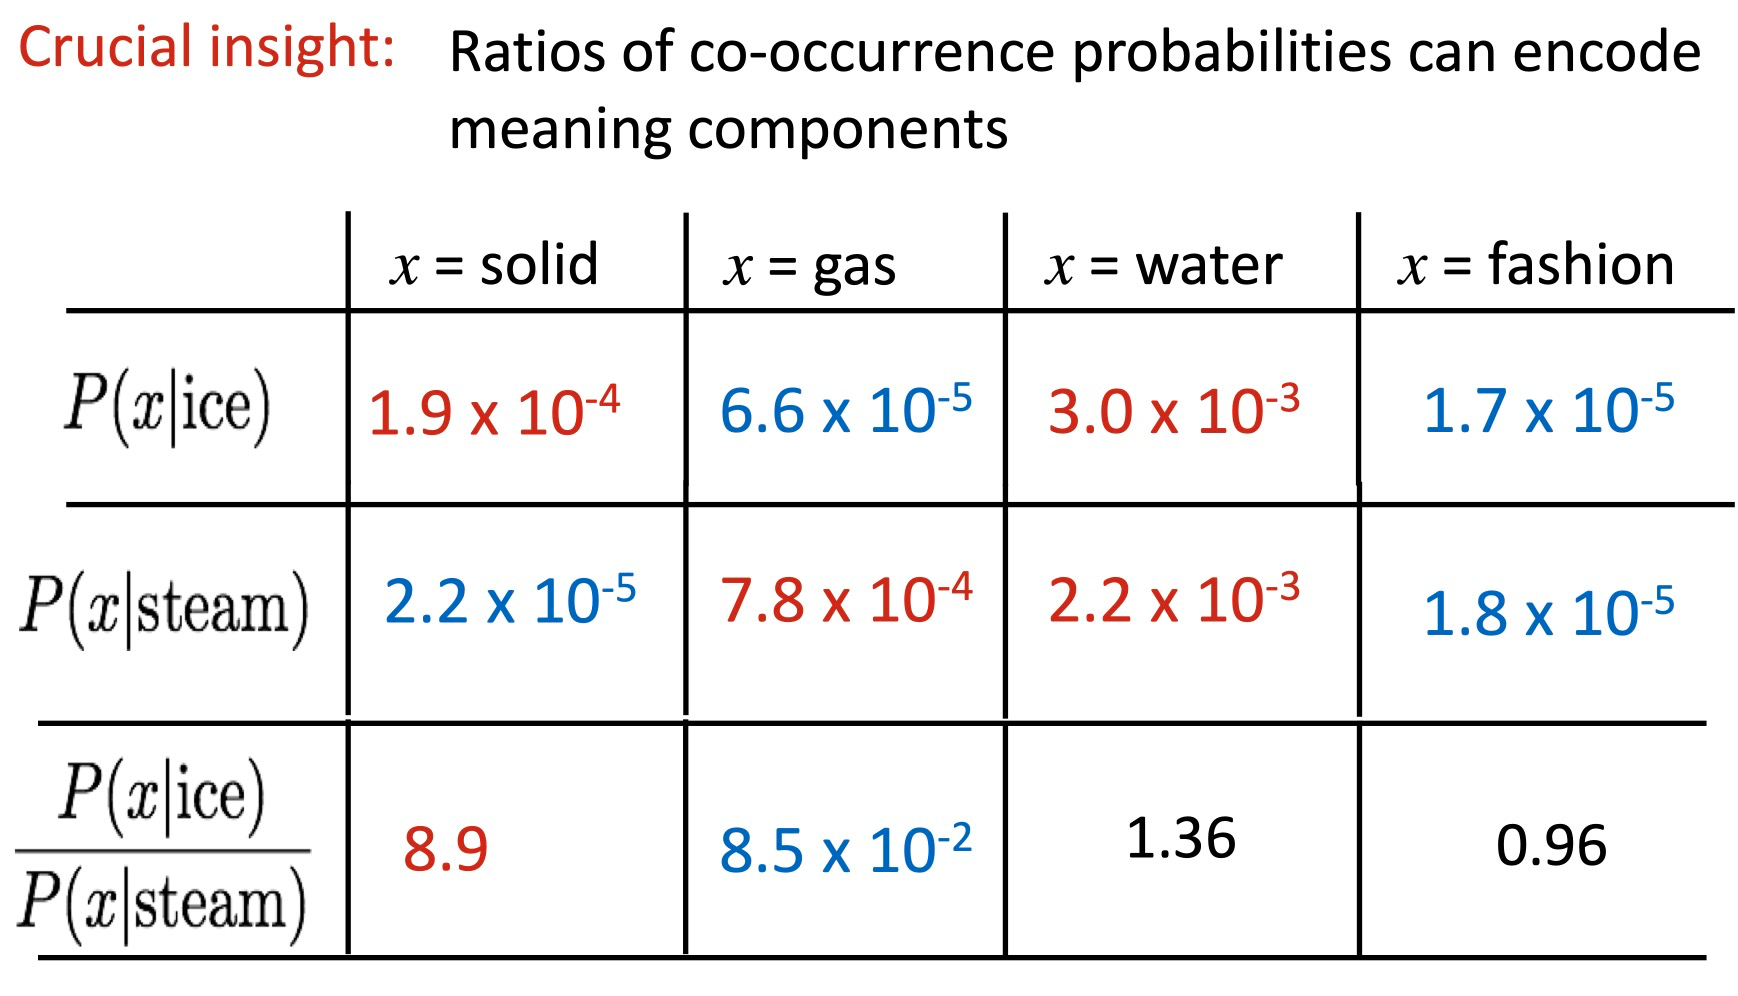 Crucial insight: Ratios of co-occurrence probabilities can encode
meaning components
x = solid x = gas x = water x = fashion
P(x|ice) 1.9 x 10⁻⁴ 6.6 x 10⁻⁵ 3.0 x 10⁻³ 1.7 x 10⁻⁵
P(x|steam) 2.2 x 10⁻⁵ 7.8 x 10⁻⁴ 2.2 x 10⁻³ 1.8 x 10⁻⁵
P(x|ice)
P(x|steam) 8.9 8.5 x 10⁻² 1.36 0.96